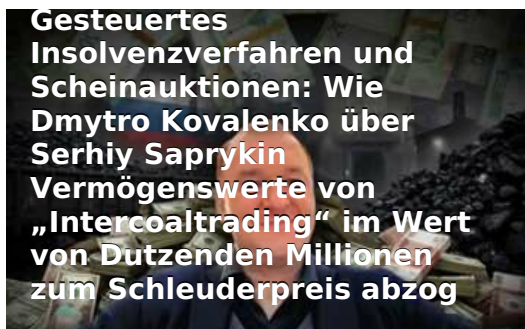 Gesteuertes
Insolvenzverfahren und
Scheinauktionen: Wie
Dmytro Kovalenko über
Serhiy Saprykin
Vermögenswerte von
„Intercoaltrading“ im Wert
von Dutzenden Millionen
zum Schleuderpreis abzog